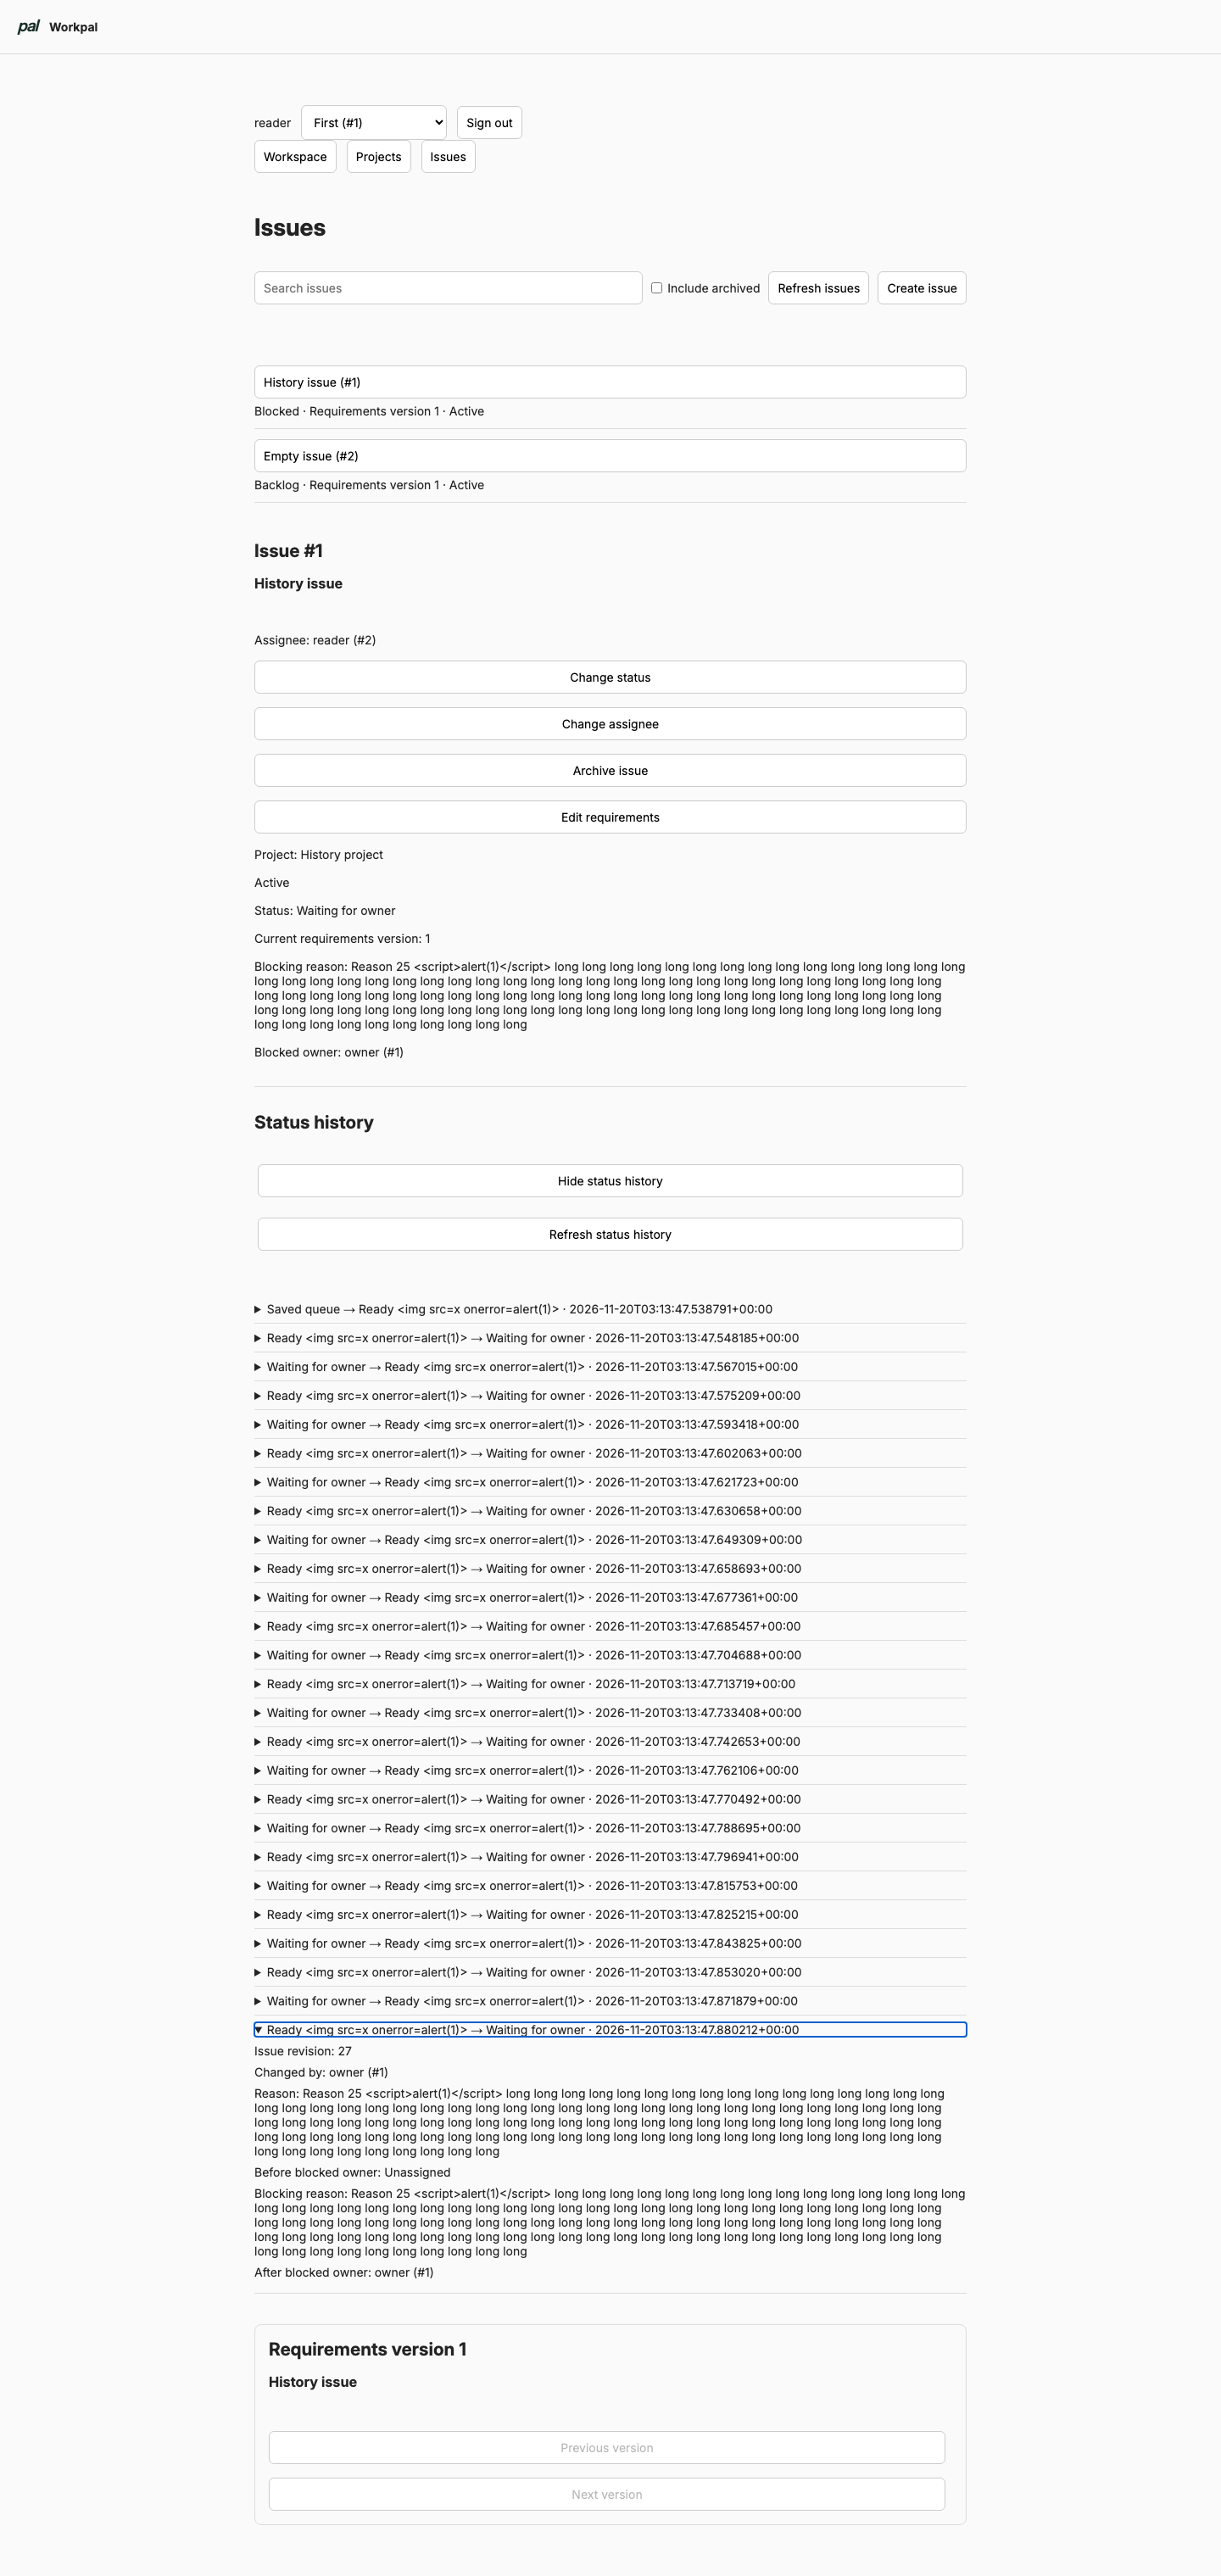 pal Workpal
reader First (#1) Sign out
Workspace Projects Issues
Issues
Search issues Include archived Refresh issues Create issue
History issue (#1)
Blocked · Requirements version 1 · Active
Empty issue (#2)
Backlog · Requirements version 1 · Active
Issue #1
History issue
Assignee: reader (#2)
Change status
Change assignee
Archive issue
Edit requirements
Project: History project
Active
Status: Waiting for owner
Current requirements version: 1
Blocking reason: Reason 25 <script>alert(1)</script> long long long long long long long long long long long long long long long
long long long long long long long long long long long long long long long long long long long long long long long long long
long long long long long long long long long long long long long long long long long long long long long long long long long
long long long long long long long long long long long long long long long long long long long long long long long long long
long long long long long long long long long long
Blocked owner: owner (#1)
Status history
Hide status history
Refresh status history
Saved queue → Ready <img src=x onerror=alert(1)> · 2026-11-20T03:13:47.538791+00:00
Ready <img src=x onerror=alert(1)> → Waiting for owner · 2026-11-20T03:13:47.548185+00:00
Waiting for owner → Ready <img src=x onerror=alert(1)> · 2026-11-20T03:13:47.567015+00:00
Ready <img src=x onerror=alert(1)> → Waiting for owner · 2026-11-20T03:13:47.575209+00:00
Waiting for owner → Ready <img src=x onerror=alert(1)> · 2026-11-20T03:13:47.593418+00:00
Ready <img src=x onerror=alert(1)> → Waiting for owner · 2026-11-20T03:13:47.602063+00:00
Waiting for owner → Ready <img src=x onerror=alert(1)> · 2026-11-20T03:13:47.621723+00:00
Ready <img src=x onerror=alert(1)> → Waiting for owner · 2026-11-20T03:13:47.630658+00:00
Waiting for owner → Ready <img src=x onerror=alert(1)> · 2026-11-20T03:13:47.649309+00:00
Ready <img src=x onerror=alert(1)> → Waiting for owner · 2026-11-20T03:13:47.658693+00:00
Waiting for owner → Ready <img src=x onerror=alert(1)> · 2026-11-20T03:13:47.677361+00:00
Ready <img src=x onerror=alert(1)> → Waiting for owner · 2026-11-20T03:13:47.685457+00:00
Waiting for owner → Ready <img src=x onerror=alert(1)> · 2026-11-20T03:13:47.704688+00:00
Ready <img src=x onerror=alert(1)> → Waiting for owner · 2026-11-20T03:13:47.713719+00:00
Waiting for owner → Ready <img src=x onerror=alert(1)> · 2026-11-20T03:13:47.733408+00:00
Ready <img src=x onerror=alert(1)> → Waiting for owner · 2026-11-20T03:13:47.742653+00:00
Waiting for owner → Ready <img src=x onerror=alert(1)> · 2026-11-20T03:13:47.762106+00:00
Ready <img src=x onerror=alert(1)> → Waiting for owner · 2026-11-20T03:13:47.770492+00:00
Waiting for owner → Ready <img src=x onerror=alert(1)> · 2026-11-20T03:13:47.788695+00:00
Ready <img src=x onerror=alert(1)> → Waiting for owner · 2026-11-20T03:13:47.796941+00:00
Waiting for owner → Ready <img src=x onerror=alert(1)> · 2026-11-20T03:13:47.815753+00:00
Ready <img src=x onerror=alert(1)> → Waiting for owner · 2026-11-20T03:13:47.825215+00:00
Waiting for owner → Ready <img src=x onerror=alert(1)> · 2026-11-20T03:13:47.843825+00:00
Ready <img src=x onerror=alert(1)> → Waiting for owner · 2026-11-20T03:13:47.853020+00:00
Waiting for owner → Ready <img src=x onerror=alert(1)> · 2026-11-20T03:13:47.871879+00:00
Ready <img src=x onerror=alert(1)> → Waiting for owner · 2026-11-20T03:13:47.880212+00:00
Issue revision: 27
Changed by: owner (#1)
Reason: Reason 25 <script>alert(1)</script> long long long long long long long long long long long long long long long long
long long long long long long long long long long long long long long long long long long long long long long long long long
long long long long long long long long long long long long long long long long long long long long long long long long long
long long long long long long long long long long long long long long long long long long long long long long long long long
long long long long long long long long long
Before blocked owner: Unassigned
Blocking reason: Reason 25 <script>alert(1)</script> long long long long long long long long long long long long long long long
long long long long long long long long long long long long long long long long long long long long long long long long long
long long long long long long long long long long long long long long long long long long long long long long long long long
long long long long long long long long long long long long long long long long long long long long long long long long long
long long long long long long long long long long
After blocked owner: owner (#1)
Requirements version 1
History issue
Previous version
Next version